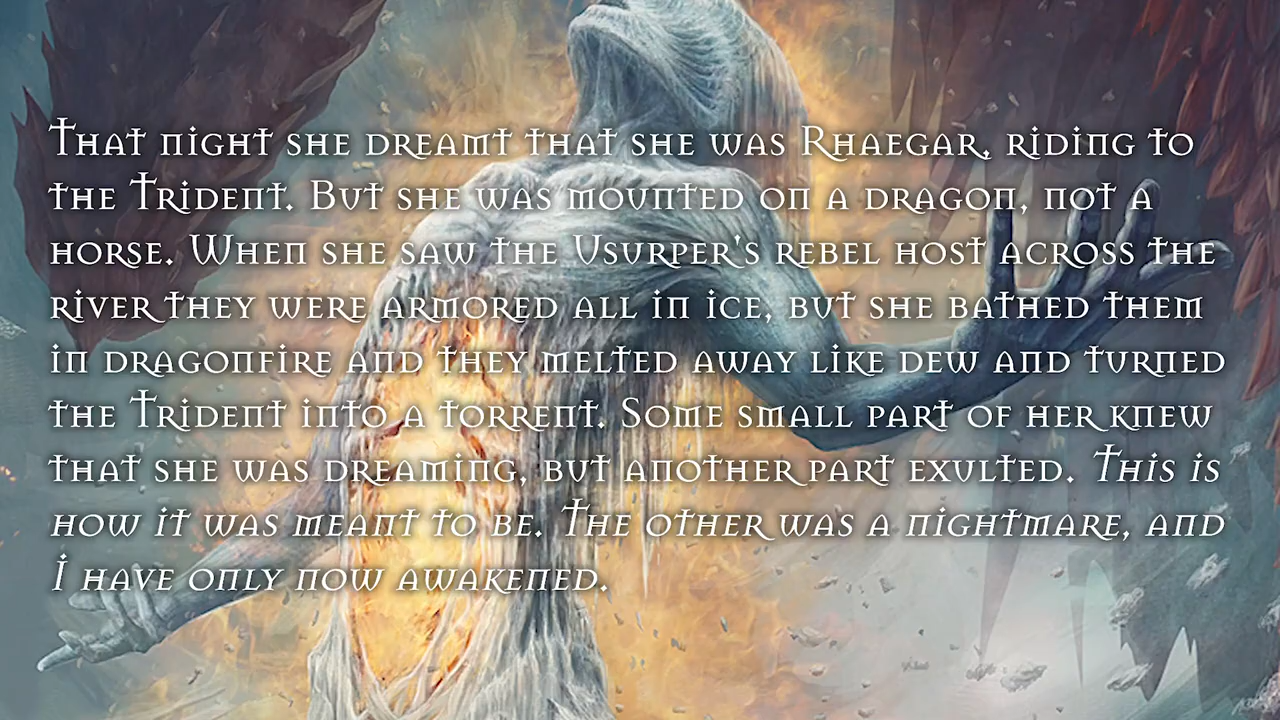 That night she dreamt that she was Rhaegar, riding to
the Trident. But she was mounted on a dragon, not a
horse. When she saw the Usurper's rebel host across the
river they were armored all in ice, but she bathed them
in dragonfire and they melted away like dew and turned
the Trident into a torrent. Some small part of her knew
that she was dreaming, but another part exulted. This is
how it was meant to be. The other was a nightmare, and
I have only now awakened.